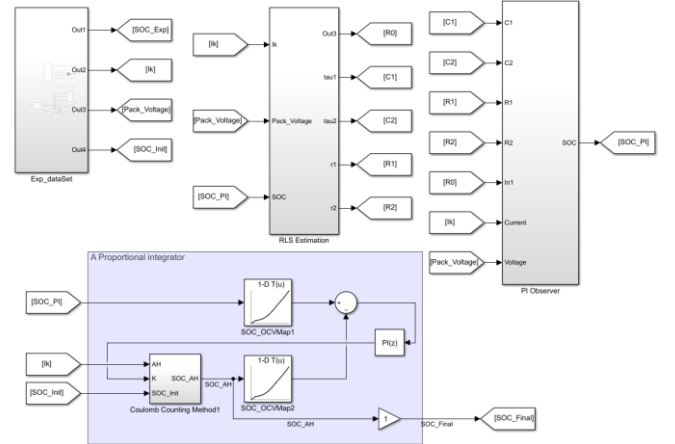 Out1
[SOC_Exp]
Out2
[Ik]
Out3
[Pack_Voltage]
Out4
[SOC_Init]
Exp_dataSet
[Ik]
Ik
[Pack_Voltage]
Pack_Voltage
[SOC_PI]
SOC
Out3
[R0]
tau1
[C1]
tau2
[C2]
r1
[R1]
r2
[R2]
RLS Estimation
[C1]
C1
[C2]
C2
[R1]
R1
[R2]
R2
[R0]
In1
[Ik]
Current
[Pack_Voltage]
Voltage
SOC
[SOC_PI]
PI Observer
A Proportional integrator
[SOC_PI]
1-D T(u)
SOC_OCVMap1
+
-
PI(z)
[Ik]
AH
K
[SOC_Init]
SOC_Init
SOC_AH
Coulomb Counting Method1
SOC_AH
1-D T(u)
SOC_OCVMap2
SOC_AH
1
SOC_Final
[SOC_Final]